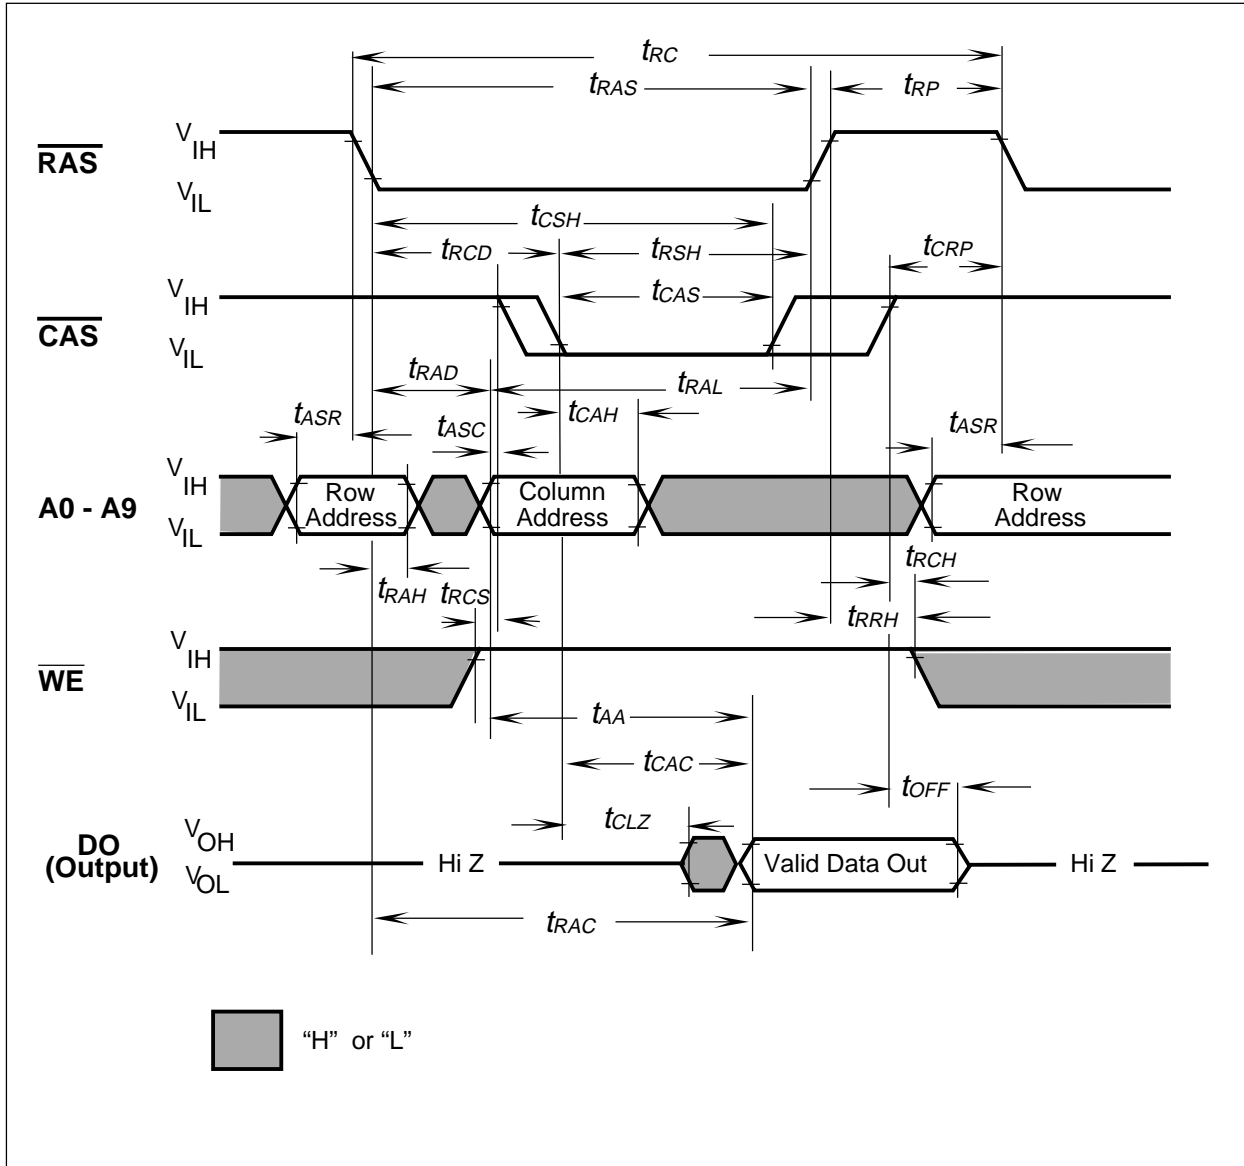 tRC
tRAS
tRP
RAS
VIH
VIL
tCSH
tRCD
tRSH
tCRP
tCAS
CAS
VIH
VIL
tRAD
tRAL
tASR
tASC
tCAH
tASR
A0 - A9
VIH
VIL
Row
Address
Column
Address
Row
Address
tRCH
tRAH
tRCS
tRRH
WE
VIH
VIL
tAA
tCAC
tOFF
tCLZ
DO
(Output)
VOH
VOL
Hi Z
Valid Data Out
Hi Z
tRAC
“H” or “L”